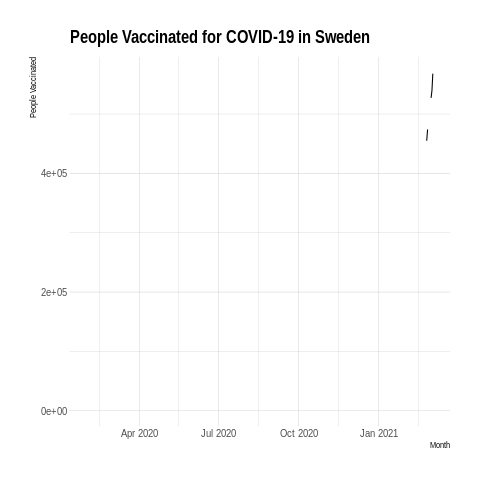 People Vaccinated for COVID-19 in Sweden
People Vaccinated
4e+05
2e+05
0e+00
Apr 2020 Jul 2020 Oct 2020 Jan 2021
Month